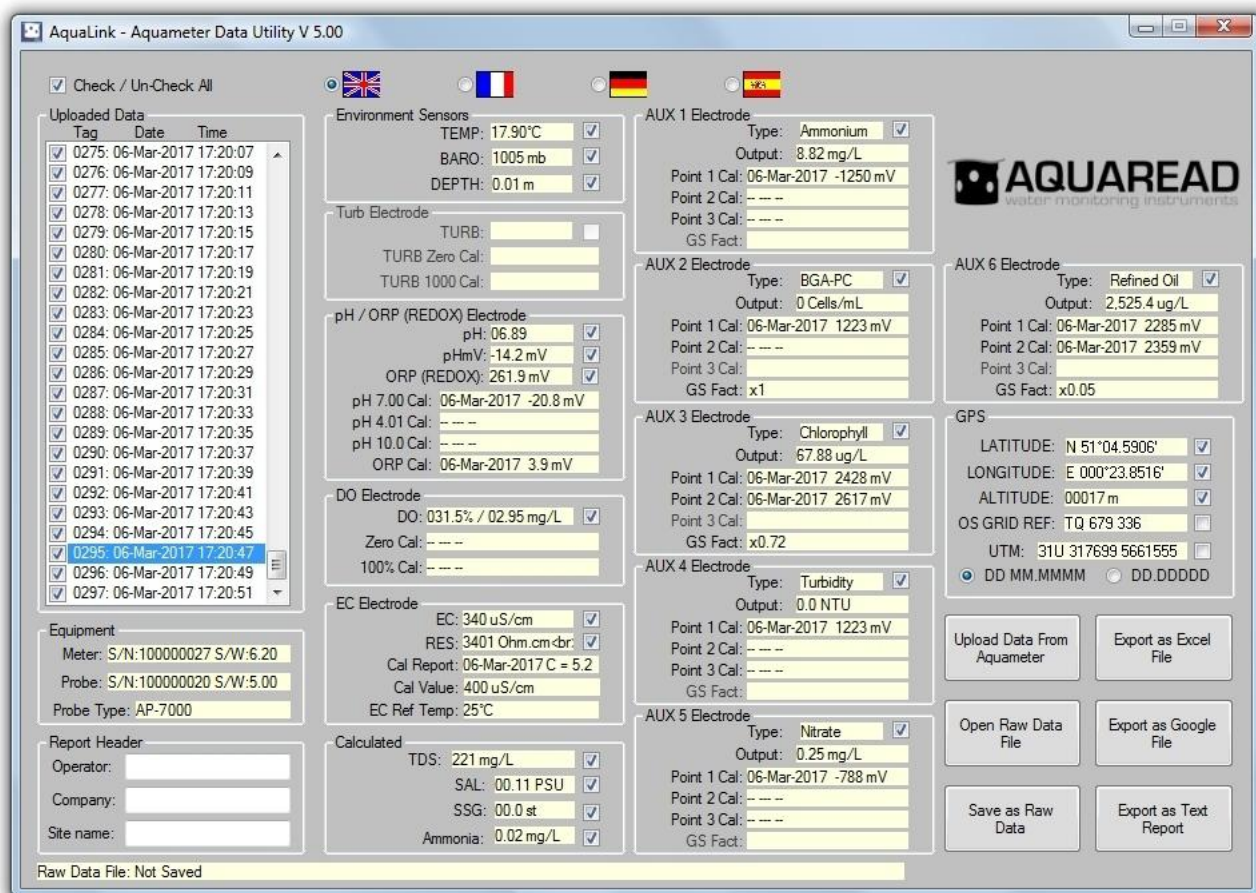 AquaLink - Aquameter Data Utility V 5.00
Check / Un-Check All
Uploaded Data
Tag Date Time
0275: 06-Mar-2017 17:20:07
0276: 06-Mar-2017 17:20:09
0277: 06-Mar-2017 17:20:11
0278: 06-Mar-2017 17:20:13
0279: 06-Mar-2017 17:20:15
0280: 06-Mar-2017 17:20:17
0281: 06-Mar-2017 17:20:19
0282: 06-Mar-2017 17:20:21
0283: 06-Mar-2017 17:20:23
0284: 06-Mar-2017 17:20:25
0285: 06-Mar-2017 17:20:27
0286: 06-Mar-2017 17:20:29
0287: 06-Mar-2017 17:20:31
0288: 06-Mar-2017 17:20:33
0289: 06-Mar-2017 17:20:35
0290: 06-Mar-2017 17:20:37
0291: 06-Mar-2017 17:20:39
0292: 06-Mar-2017 17:20:41
0293: 06-Mar-2017 17:20:43
0294: 06-Mar-2017 17:20:45
0295: 06-Mar-2017 17:20:47
0296: 06-Mar-2017 17:20:49
0297: 06-Mar-2017 17:20:51
Equipment
Meter: S/N:100000027 S/W:6.20
Probe: S/N:100000020 S/W:5.00
Probe Type: AP-7000
Report Header
Operator:
Company:
Site name:
Environment Sensors
TEMP: 17.90°C
BARO: 1005 mb
DEPTH: 0.01 m
Turb Electrode
TURB:
TURB Zero Cal:
TURB 1000 Cal:
pH / ORP (REDOX) Electrode
pH: 06.89
pHmV: -14.2 mV
ORP (REDOX): 261.9 mV
pH 7.00 Cal: 06-Mar-2017 -20.8 mV
pH 4.01 Cal: -- --- --
pH 10.0 Cal: -- --- --
ORP Cal: 06-Mar-2017 3.9 mV
DO Electrode
DO: 031.5% / 02.95 mg/L
Zero Cal: -- --- --
100% Cal: -- --- --
EC Electrode
EC: 340 uS/cm
RES: 3401 Ohm.cm<br:
Cal Report: 06-Mar-2017 C = 5.2
Cal Value: 400 uS/cm
EC Ref Temp: 25°C
Calculated
TDS: 221 mg/L
SAL: 00.11 PSU
SSG: 00.0 st
Ammonia: 0.02 mg/L
AUX 1 Electrode
Type: Ammonium
Output: 8.82 mg/L
Point 1 Cal: 06-Mar-2017 -1250 mV
Point 2 Cal: -- --- --
Point 3 Cal: -- --- --
GS Fact:
AUX 2 Electrode
Type: BGA-PC
Output: 0 Cells/mL
Point 1 Cal: 06-Mar-2017 1223 mV
Point 2 Cal: -- --- --
Point 3 Cal:
GS Fact: x1
AUX 3 Electrode
Type: Chlorophyll
Output: 67.88 ug/L
Point 1 Cal: 06-Mar-2017 2428 mV
Point 2 Cal: 06-Mar-2017 2617 mV
Point 3 Cal:
GS Fact: x0.72
AUX 4 Electrode
Type: Turbidity
Output: 0.0 NTU
Point 1 Cal: 06-Mar-2017 1223 mV
Point 2 Cal: -- --- --
Point 3 Cal: -- --- --
GS Fact:
AUX 5 Electrode
Type: Nitrate
Output: 0.25 mg/L
Point 1 Cal: 06-Mar-2017 -788 mV
Point 2 Cal: -- --- --
Point 3 Cal: -- --- --
GS Fact:
AQUAREAD
water monitoring instruments
AUX 6 Electrode
Type: Refined Oil
Output: 2,525.4 ug/L
Point 1 Cal: 06-Mar-2017 2285 mV
Point 2 Cal: 06-Mar-2017 2359 mV
Point 3 Cal:
GS Fact: x0.05
GPS
LATITUDE: N 51°04.5906'
LONGITUDE: E 000°23.8516'
ALTITUDE: 00017 m
OS GRID REF: TQ 679 336
UTM: 31U 317699 5661555
DD MM.MMMM DD.DDDDD
Upload Data From
Aquameter
Export as Excel
File
Open Raw Data
File
Export as Google
File
Save as Raw
Data
Export as Text
Report
Raw Data File: Not Saved